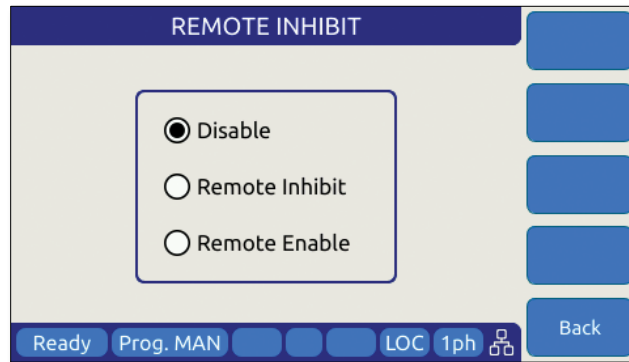 REMOTE INHIBIT
Disable
Remote Inhibit
Remote Enable
Back
Ready Prog. MAN LOC 1ph